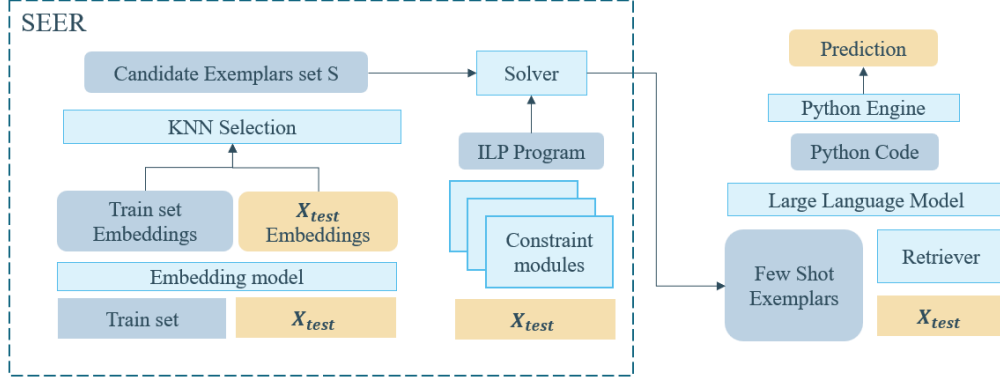 SEER
Candidate Exemplars set S
Solver
KNN Selection
ILP Program
Train set
Embeddings
X_test
Embeddings
Constraint
modules
Embedding model
Train set
X_test
X_test
Prediction
Python Engine
Python Code
Large Language Model
Few Shot
Exemplars
Retriever
X_test